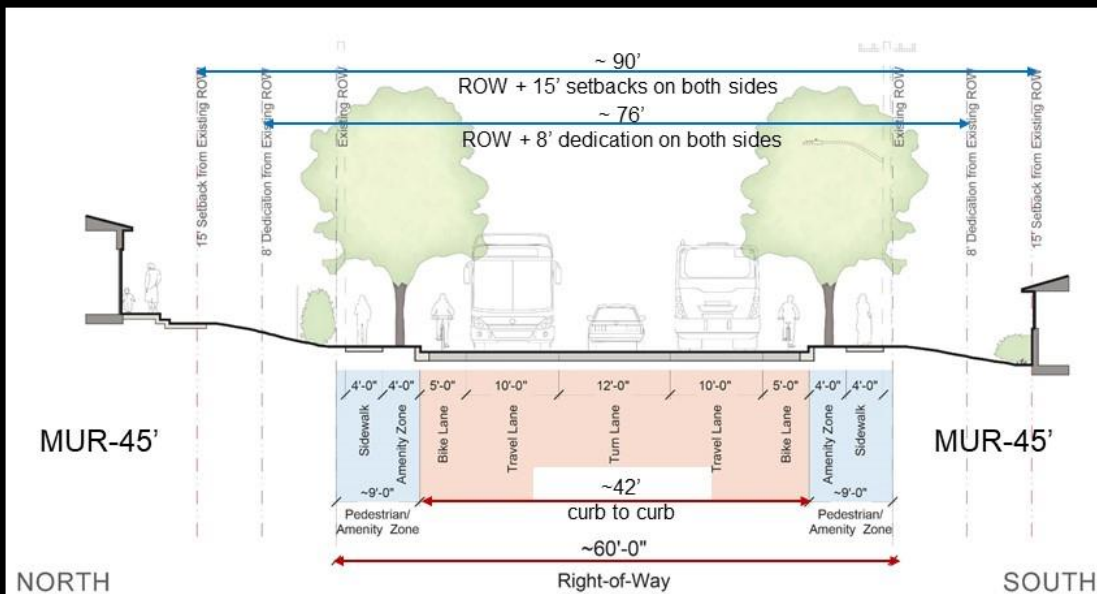 ~ 90’
ROW + 15’ setbacks on both sides
~ 76’
ROW + 8’ dedication on both sides
15' Setback from Existing ROW
8' Dedication from Existing ROW
Existing ROW
Existing ROW
8' Dedication from Existing ROW
15' Setback from Existing ROW
4'-0" 4'-0" 5'-0" 10'-0" 12'-0" 10'-0" 5'-0" 4'-0" 4'-0"
Sidewalk
Amenity Zone
Bike Lane
Travel Lane
Turn Lane
Travel Lane
Bike Lane
Amenity Zone
Sidewalk
MUR-45’
MUR-45’
~9'-0"
Pedestrian/
Amenity Zone
~42’
curb to curb
~9'-0"
Pedestrian/
Amenity Zone
~60'-0"
Right-of-Way
NORTH
SOUTH